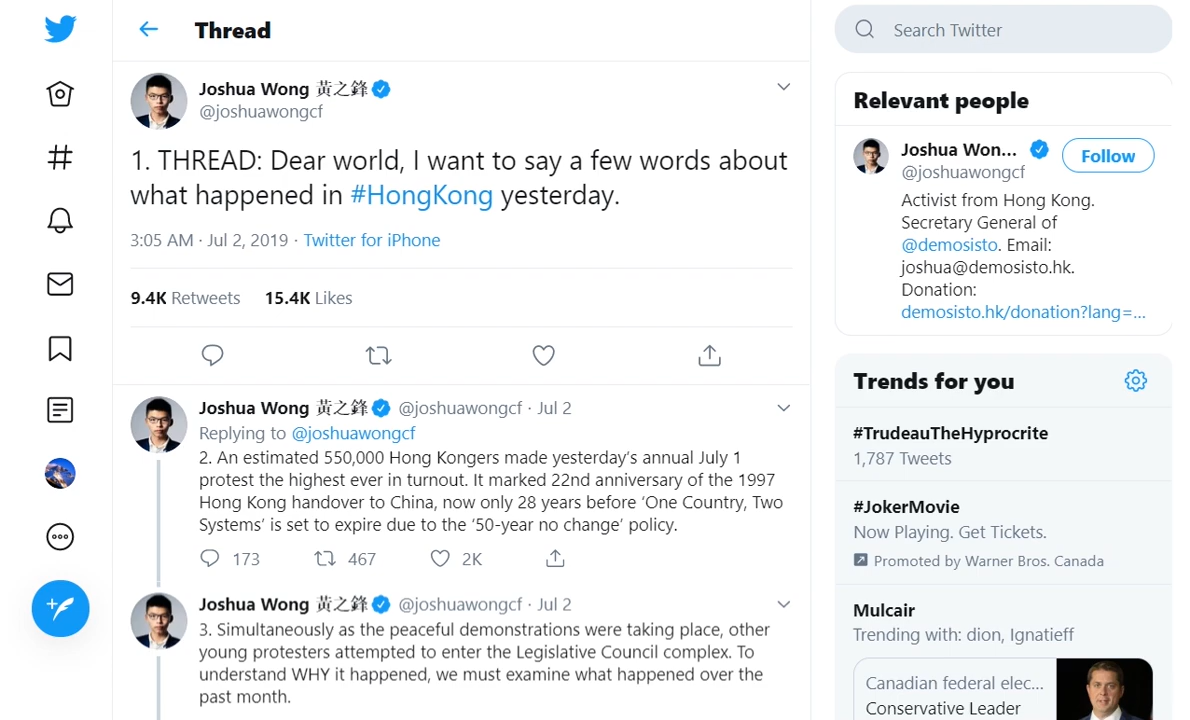 Thread
Joshua Wong 黃之鋒
@joshuawongcf
1. THREAD: Dear world, I want to say a few words about
what happened in #HongKong yesterday.
3:05 AM · Jul 2, 2019 · Twitter for iPhone
9.4K Retweets 15.4K Likes
Joshua Wong 黃之鋒 @joshuawongcf · Jul 2
Replying to @joshuawongcf
2. An estimated 550,000 Hong Kongers made yesterday's annual July 1
protest the highest ever in turnout. It marked 22nd anniversary of the 1997
Hong Kong handover to China, now only 28 years before ‘One Country, Two
Systems’ is set to expire due to the ‘50-year no change’ policy.
173 467 2K
Joshua Wong 黃之鋒 @joshuawongcf · Jul 2
3. Simultaneously as the peaceful demonstrations were taking place, other
young protesters attempted to enter the Legislative Council complex. To
understand WHY it happened, we must examine what happened over the
past month.
Search Twitter
Relevant people
Joshua Won...
@joshuawongcf
Follow
Activist from Hong Kong.
Secretary General of
@demosisto. Email:
joshua@demosisto.hk.
Donation:
demosisto.hk/donation?lang=...
Trends for you
#TrudeauTheHyprocrite
1,787 Tweets
#JokerMovie
Now Playing. Get Tickets.
Promoted by Warner Bros. Canada
Mulcair
Trending with: dion, Ignatieff
Canadian federal elec...
Conservative Leader